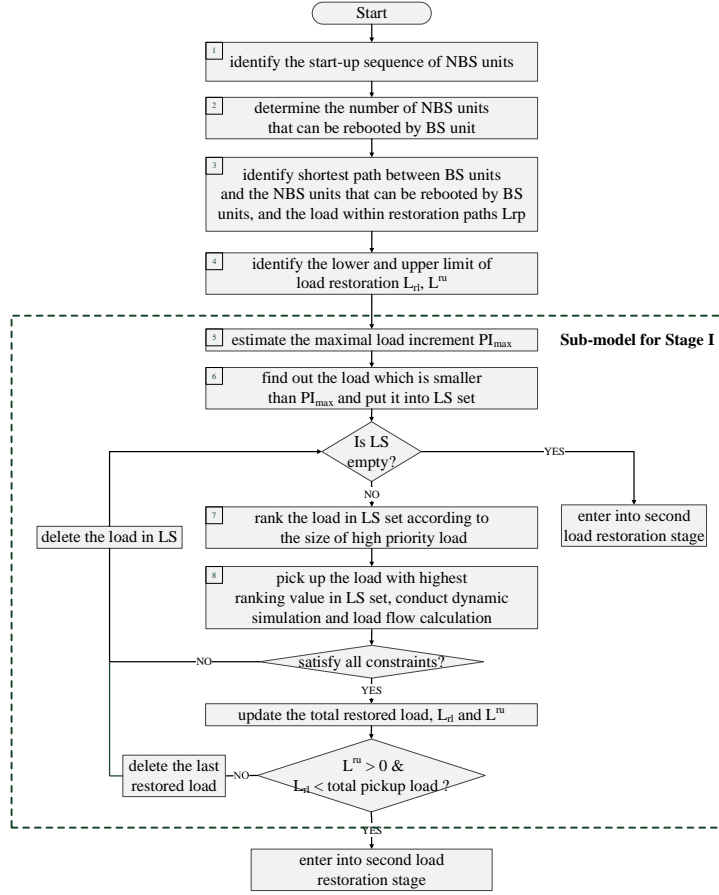 Start
1
identify the start-up sequence of NBS units
2
determine the number of NBS units
that can be rebooted by BS unit
3
identify shortest path between BS units
and the NBS units that can be rebooted by BS
units, and the load within restoration paths Lrp
4
identify the lower and upper limit of
load restoration Lrl, Lru
5
estimate the maximal load increment PImax
Sub-model for Stage I
6
find out the load which is smaller
than PImax and put it into LS set
Is LS
empty?
YES
NO
enter into second
load restoration stage
7
rank the load in LS set according to
the size of high priority load
delete the load in LS
8
pick up the load with highest
ranking value in LS set, conduct dynamic
simulation and load flow calculation
satisfy all constraints?
NO
YES
update the total restored load, Lrl and Lru
Lru > 0 &
Lrl < total pickup load ?
NO
delete the last
restored load
YES
enter into second load
restoration stage